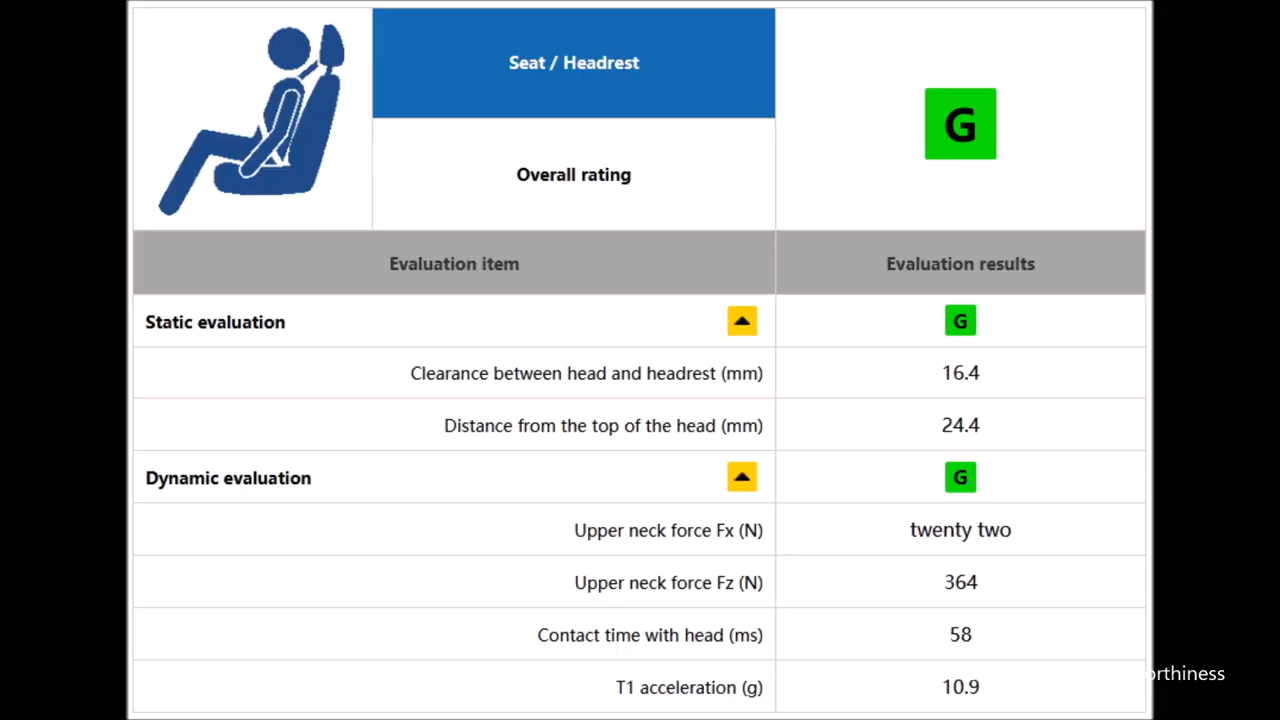 Seat / Headrest
G
Overall rating
Evaluation item Evaluation results
Static evaluation G
Clearance between head and headrest (mm) 16.4
Distance from the top of the head (mm) 24.4
Dynamic evaluation G
Upper neck force Fx (N) twenty two
Upper neck force Fz (N) 364
Contact time with head (ms) 58
T1 acceleration (g) 10.9